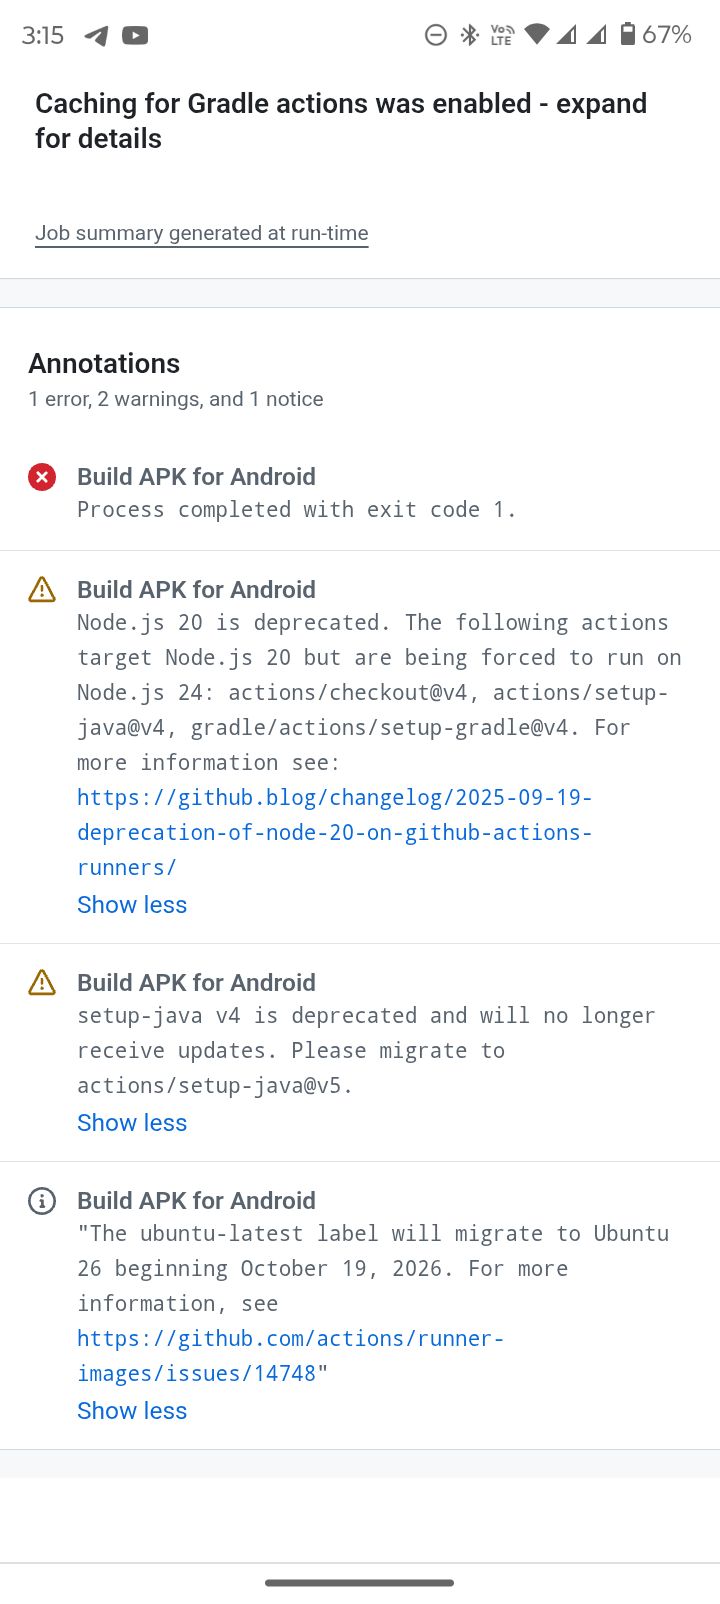 3:15
Vo))
LTE
67%
Caching for Gradle actions was enabled - expand
for details
Job summary generated at run-time
Annotations
1 error, 2 warnings, and 1 notice
Build APK for Android
Process completed with exit code 1.
Build APK for Android
Node.js 20 is deprecated. The following actions
target Node.js 20 but are being forced to run on
Node.js 24: actions/checkout@v4, actions/setup-
java@v4, gradle/actions/setup-gradle@v4. For
more information see:
https://github.blog/changelog/2025-09-19-
deprecation-of-node-20-on-github-actions-
runners/
Show less
Build APK for Android
setup-java v4 is deprecated and will no longer
receive updates. Please migrate to
actions/setup-java@v5.
Show less
Build APK for Android
"The ubuntu-latest label will migrate to Ubuntu
26 beginning October 19, 2026. For more
information, see
https://github.com/actions/runner-
images/issues/14748"
Show less